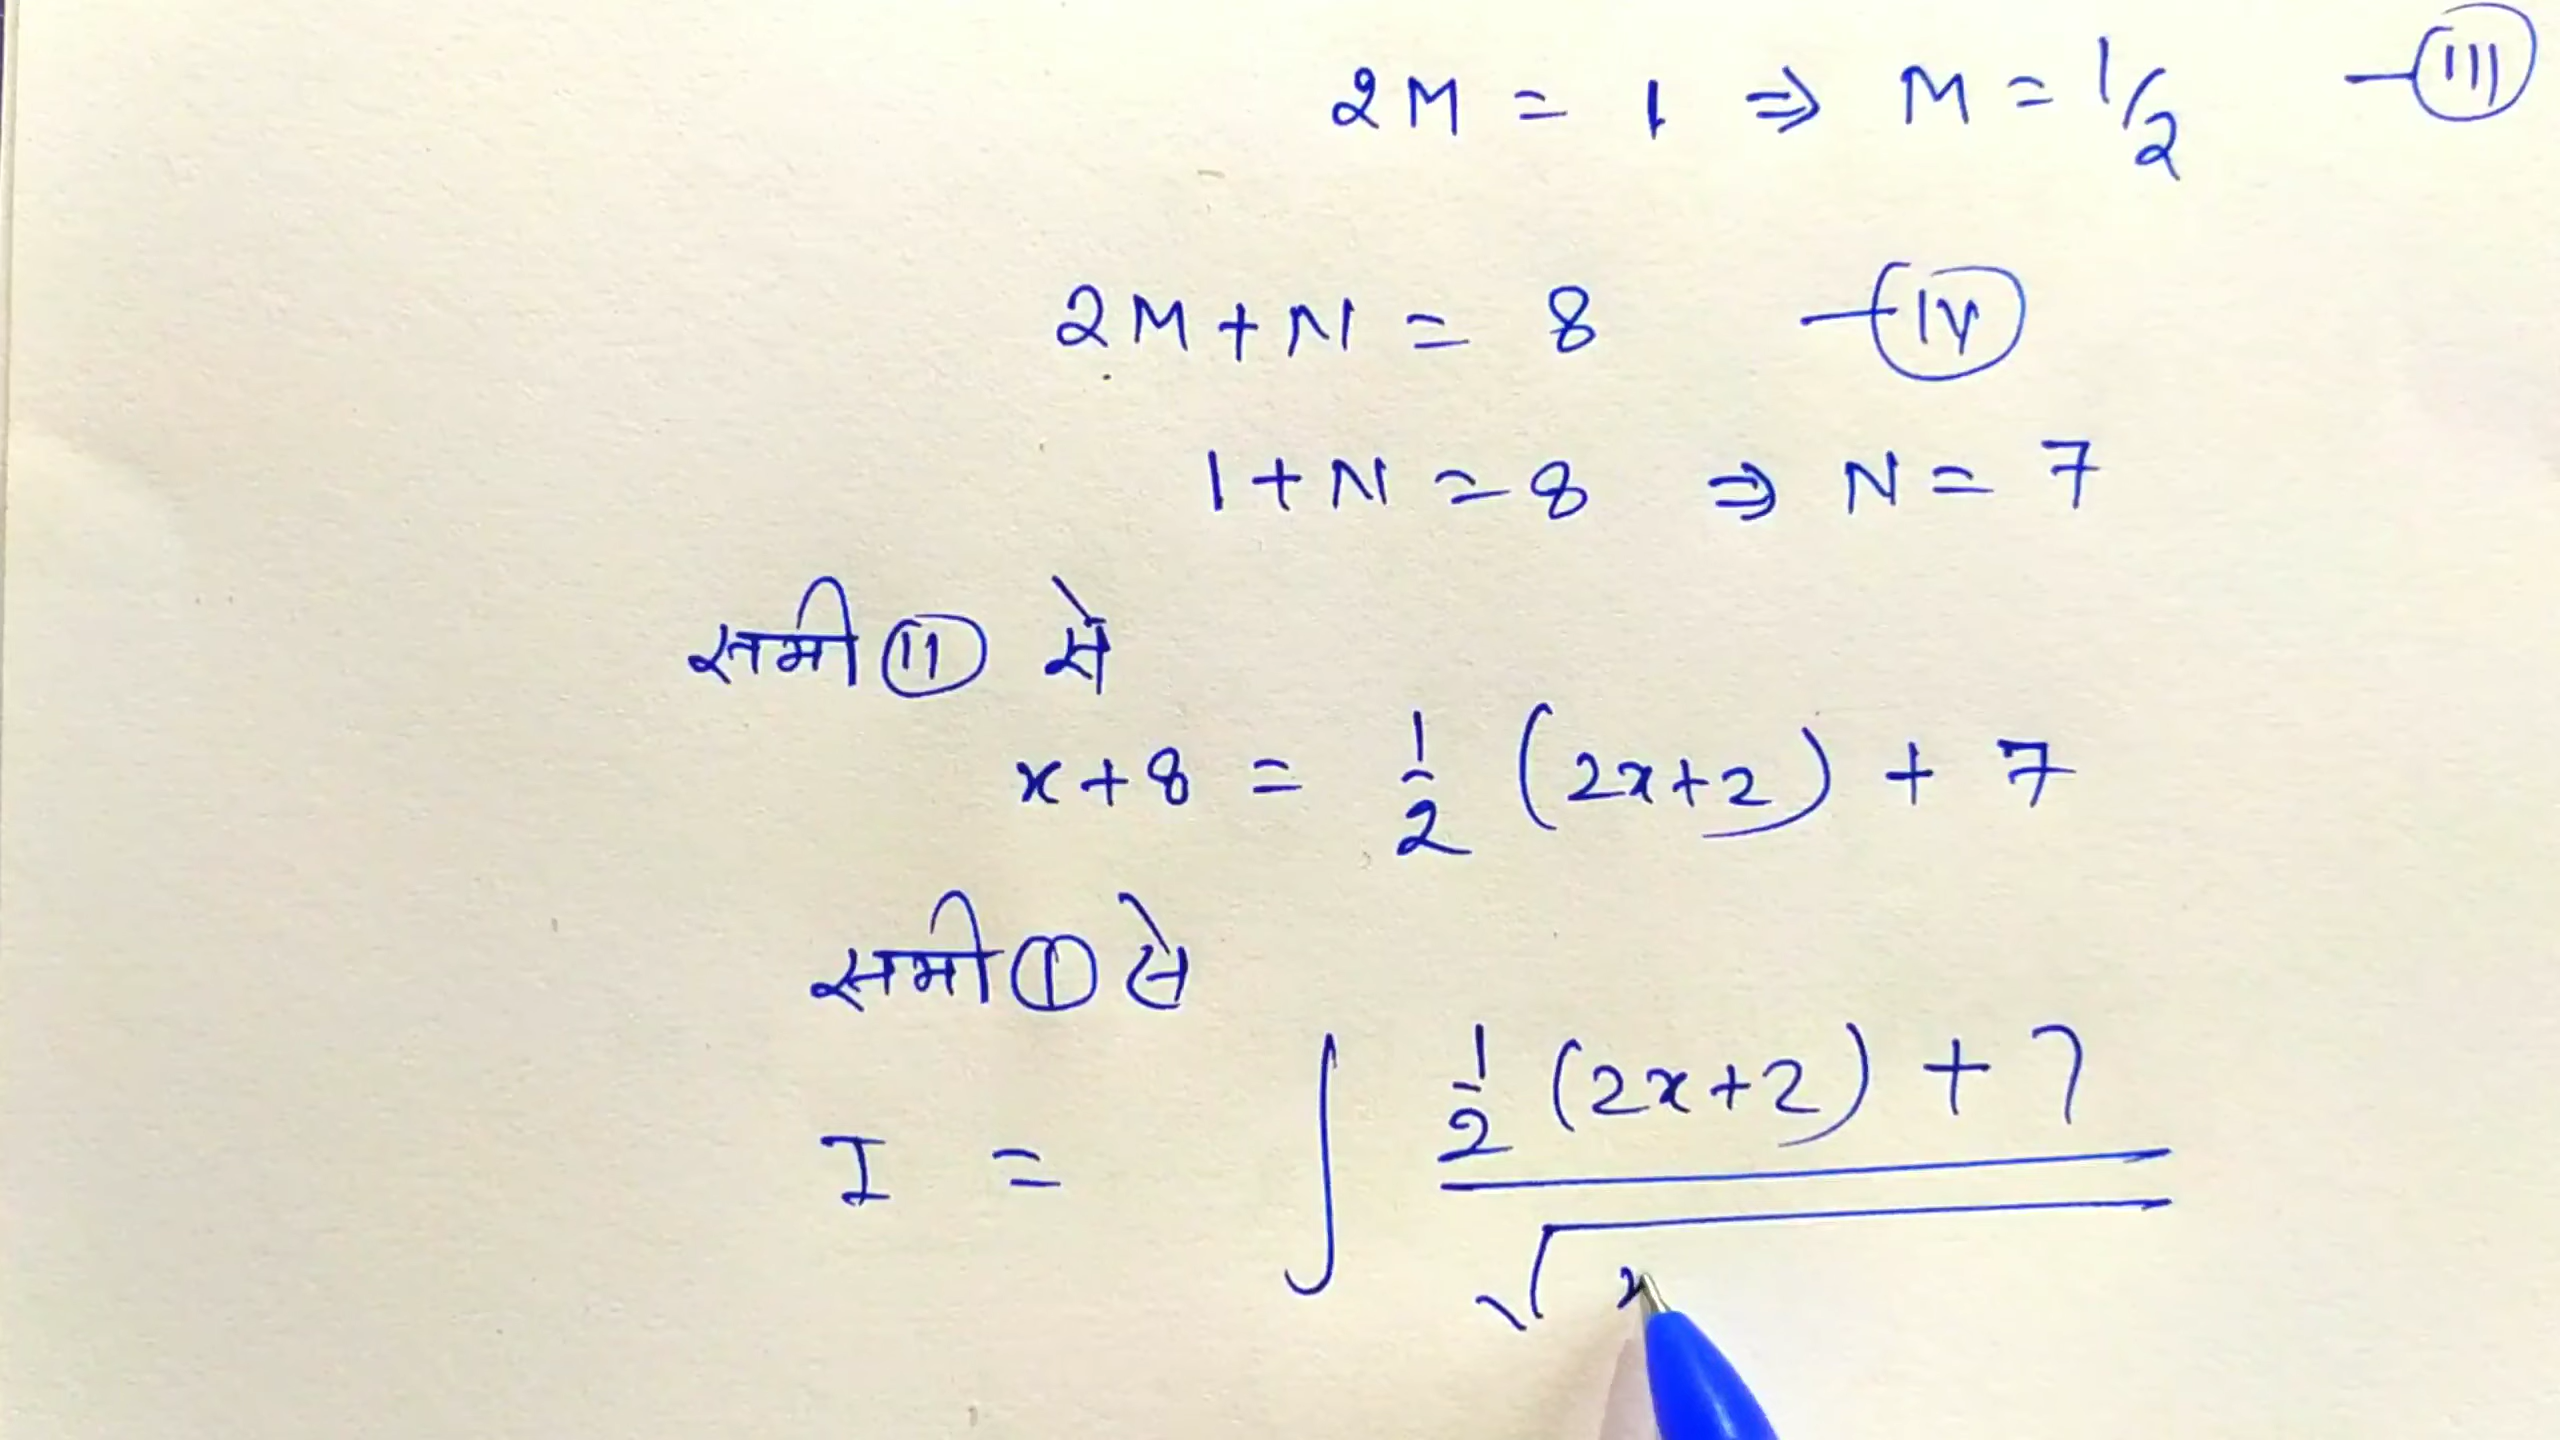 2M = 1 ⇒ M = 1/2 —(III)
2M + N = 8 —(IV)
1 + N = 8 ⇒ N = 7
समी (II) से
x + 8 = 1/2 (2x+2) + 7
समी (I) से
I = ∫ 1/2 (2x+2) + 7
√x